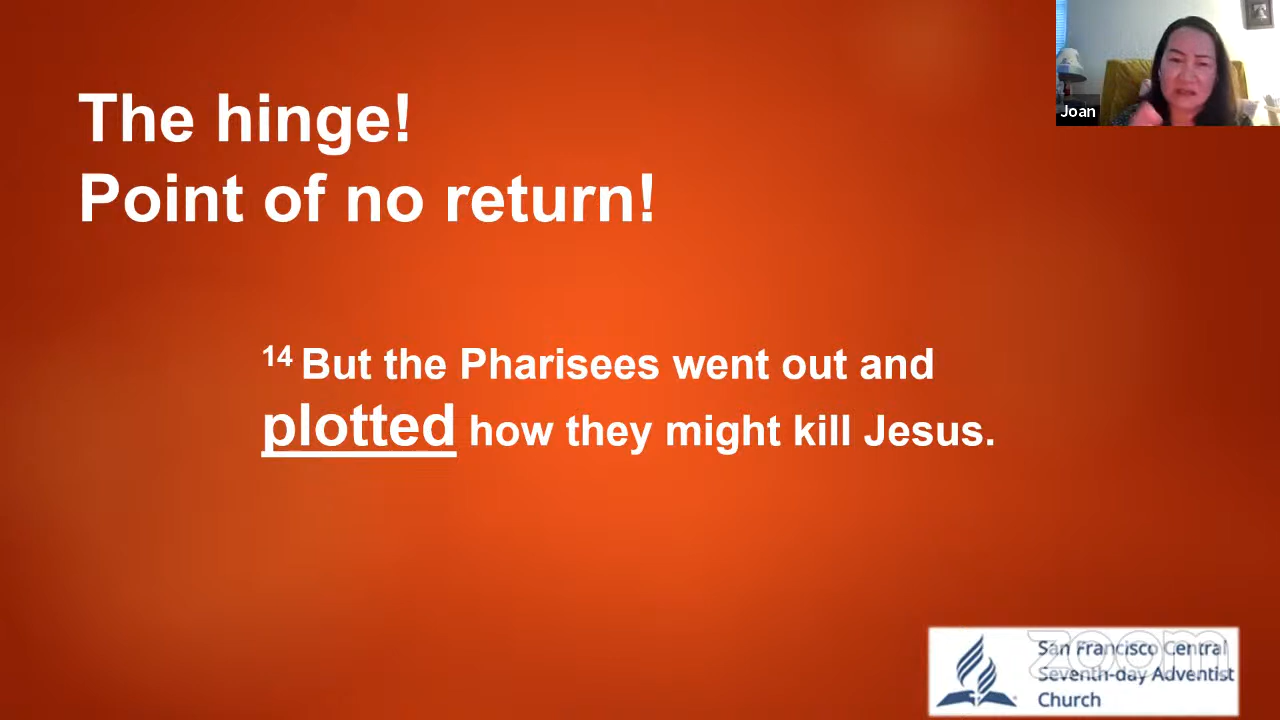 The hinge!
Point of no return!
Joan
14 But the Pharisees went out and
plotted how they might kill Jesus.
zoom
San Francisco Central
Seventh-day Adventist
Church